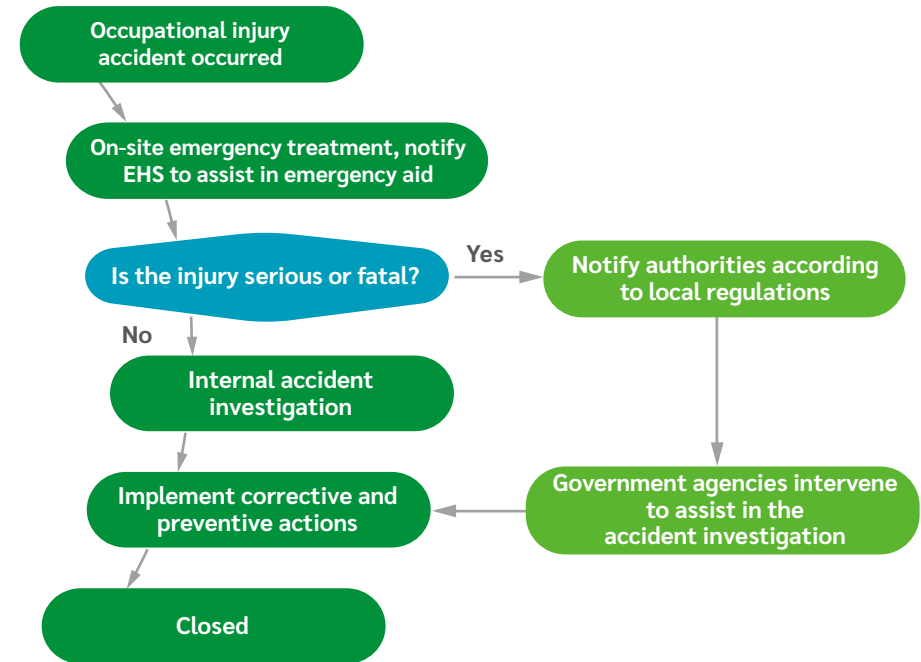 Occupational injury
accident occurred
On-site emergency treatment, notify
EHS to assist in emergency aid
Is the injury serious or fatal?
Yes
Notify authorities according
to local regulations
No
Internal accident
investigation
Implement corrective and
preventive actions
Government agencies intervene
to assist in the
accident investigation
Closed